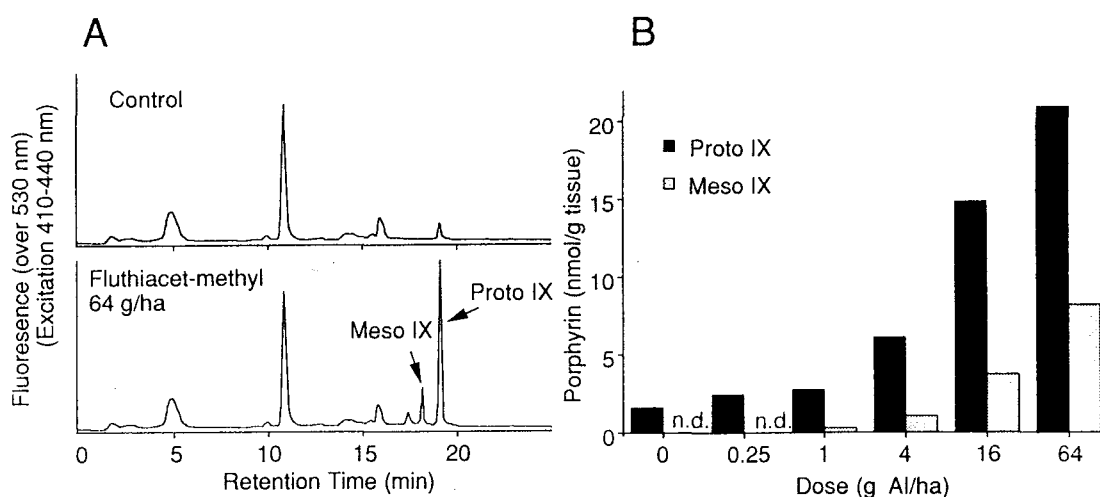 A
Control
Fluthiacet-methyl
64 g/ha
Meso IX
Proto IX
Fluoresence (over 530 nm)
(Excitation 410-440 nm)
0 5 10 15 20
Retention Time (min)
B
Proto IX
Meso IX
Porphyrin (nmol/g tissue)
20
15
10
5
0
n.d. n.d.
0 0.25 1 4 16 64
Dose (g AI/ha)